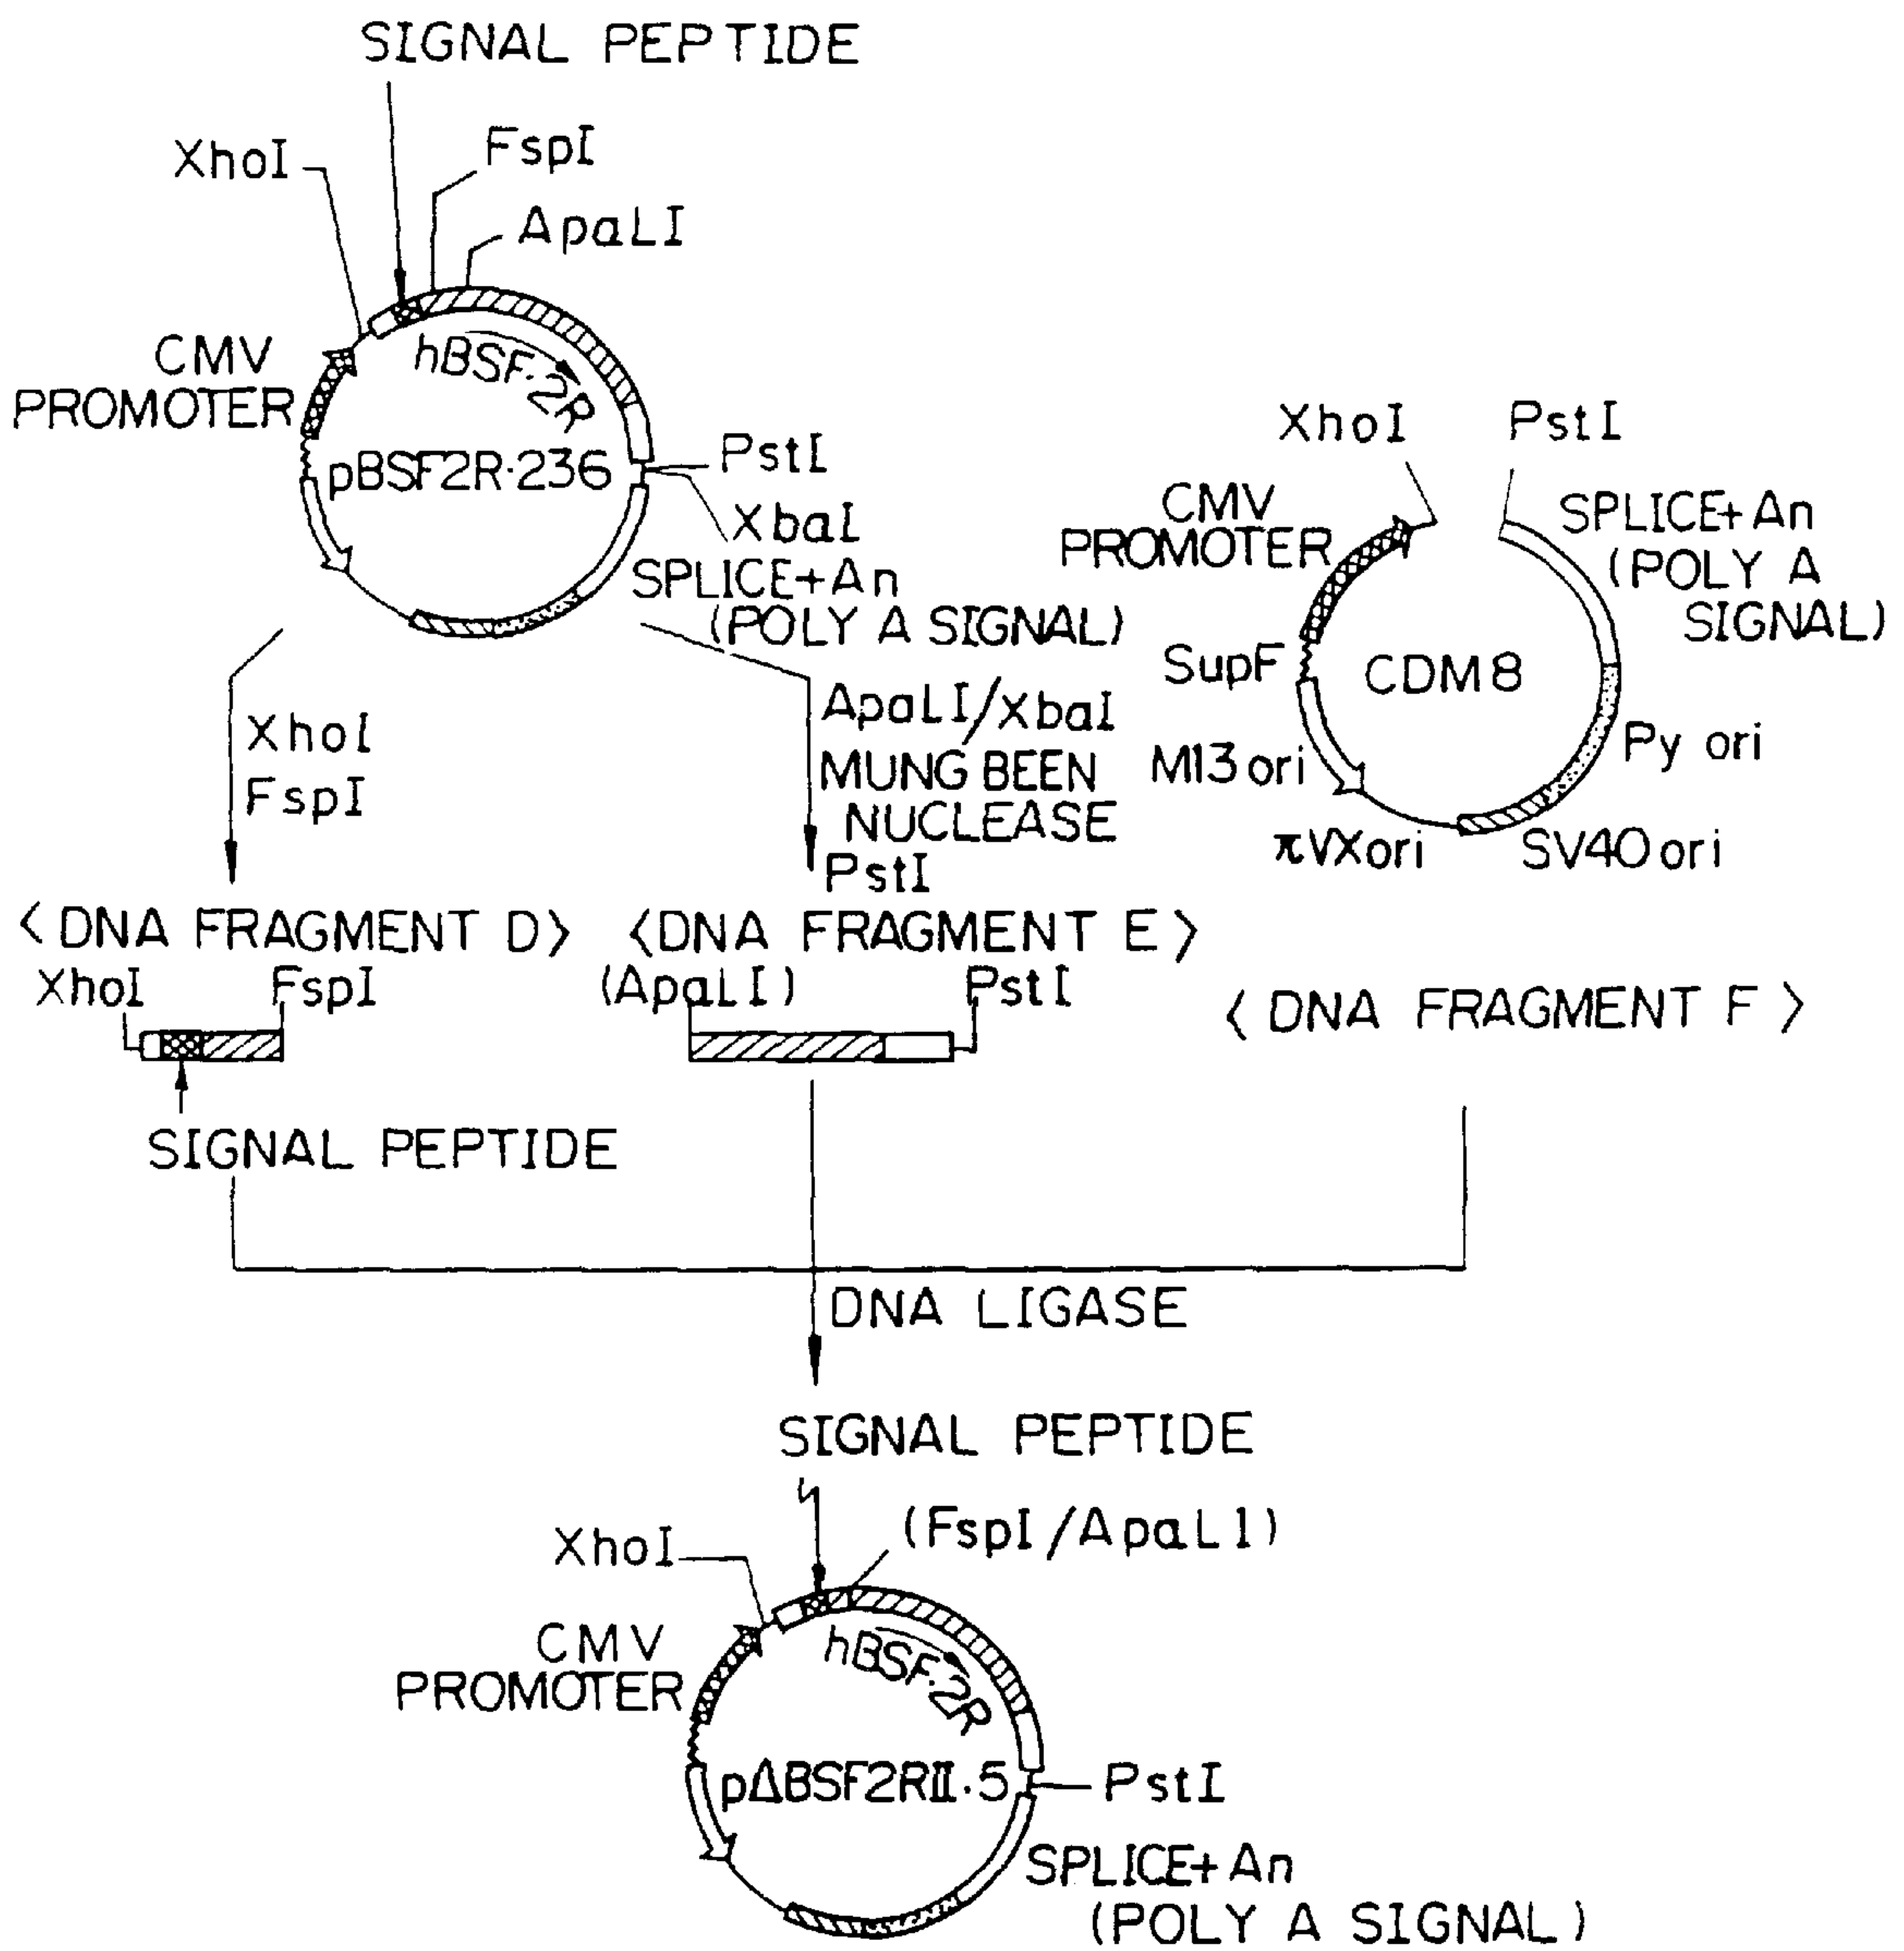 SIGNAL PEPTIDE
XhoI
FspI
ApaLI
CMV
PROMOTER
hBSF·2R
pBSF2R·236
PstI
XbaI
SPLICE+An
(POLY A SIGNAL)
XhoI
PstI
CMV
PROMOTER
SPLICE+An
(POLY A
SIGNAL)
SupF
CDM8
M13 ori
Py ori
πVXori
SV40 ori
XhoI
FspI
ApaLI/XbaI
MUNG BEEN
NUCLEASE
PstI
<DNA FRAGMENT D>
<DNA FRAGMENT E>
XhoI
FspI
(ApaLI)
PstI
<DNA FRAGMENT F>
SIGNAL PEPTIDE
DNA LIGASE
SIGNAL PEPTIDE
XhoI
(FspI/ApaL1)
CMV
PROMOTER
hBSF·2R
pΔBSF2RII·5
PstI
SPLICE+An
(POLY A SIGNAL)